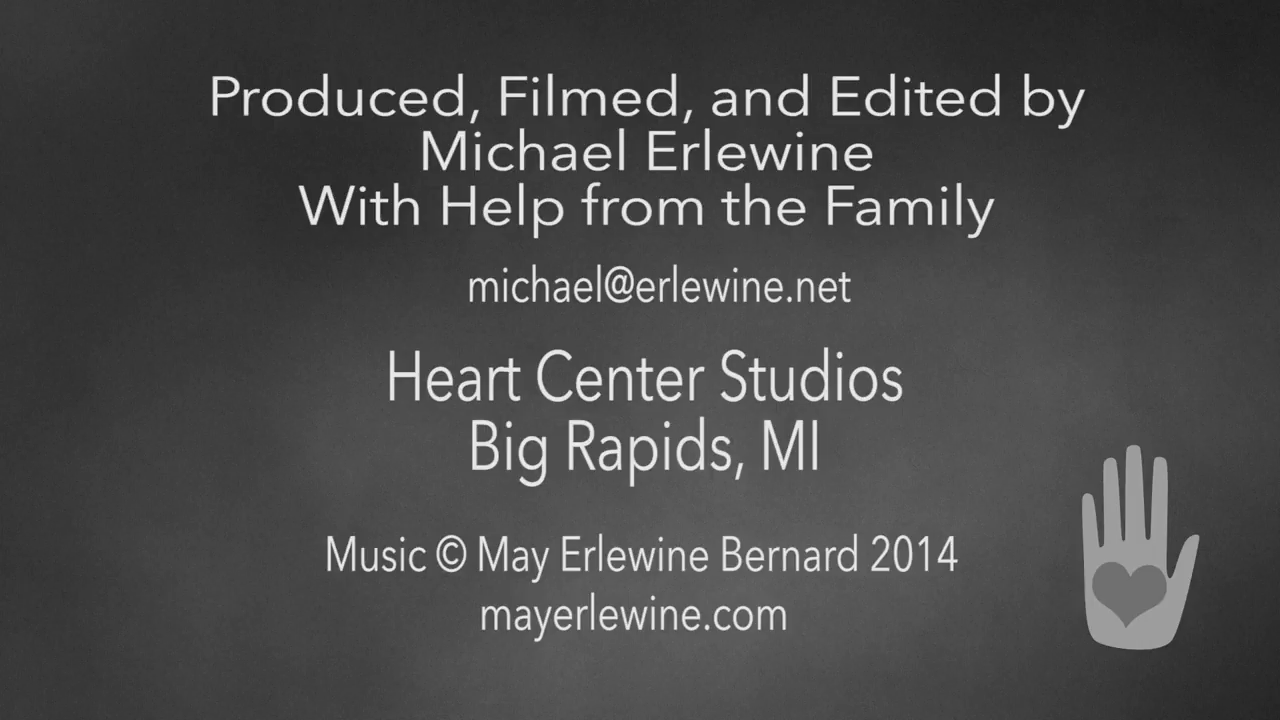 Produced, Filmed, and Edited by
Michael Erlewine
With Help from the Family
michael@erlewine.net
Heart Center Studios
Big Rapids, MI
Music © May Erlewine Bernard 2014
mayerlewine.com